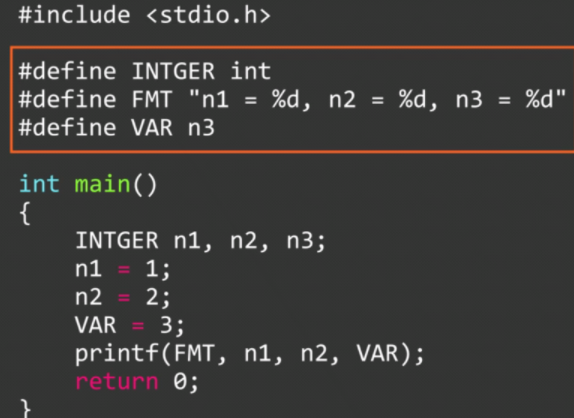 #include <stdio.h>
#define INTGER int
#define FMT "n1 = %d, n2 = %d, n3 = %d"
#define VAR n3
int main()
{
INTGER n1, n2, n3;
n1 = 1;
n2 = 2;
VAR = 3;
printf(FMT, n1, n2, VAR);
return 0;
}